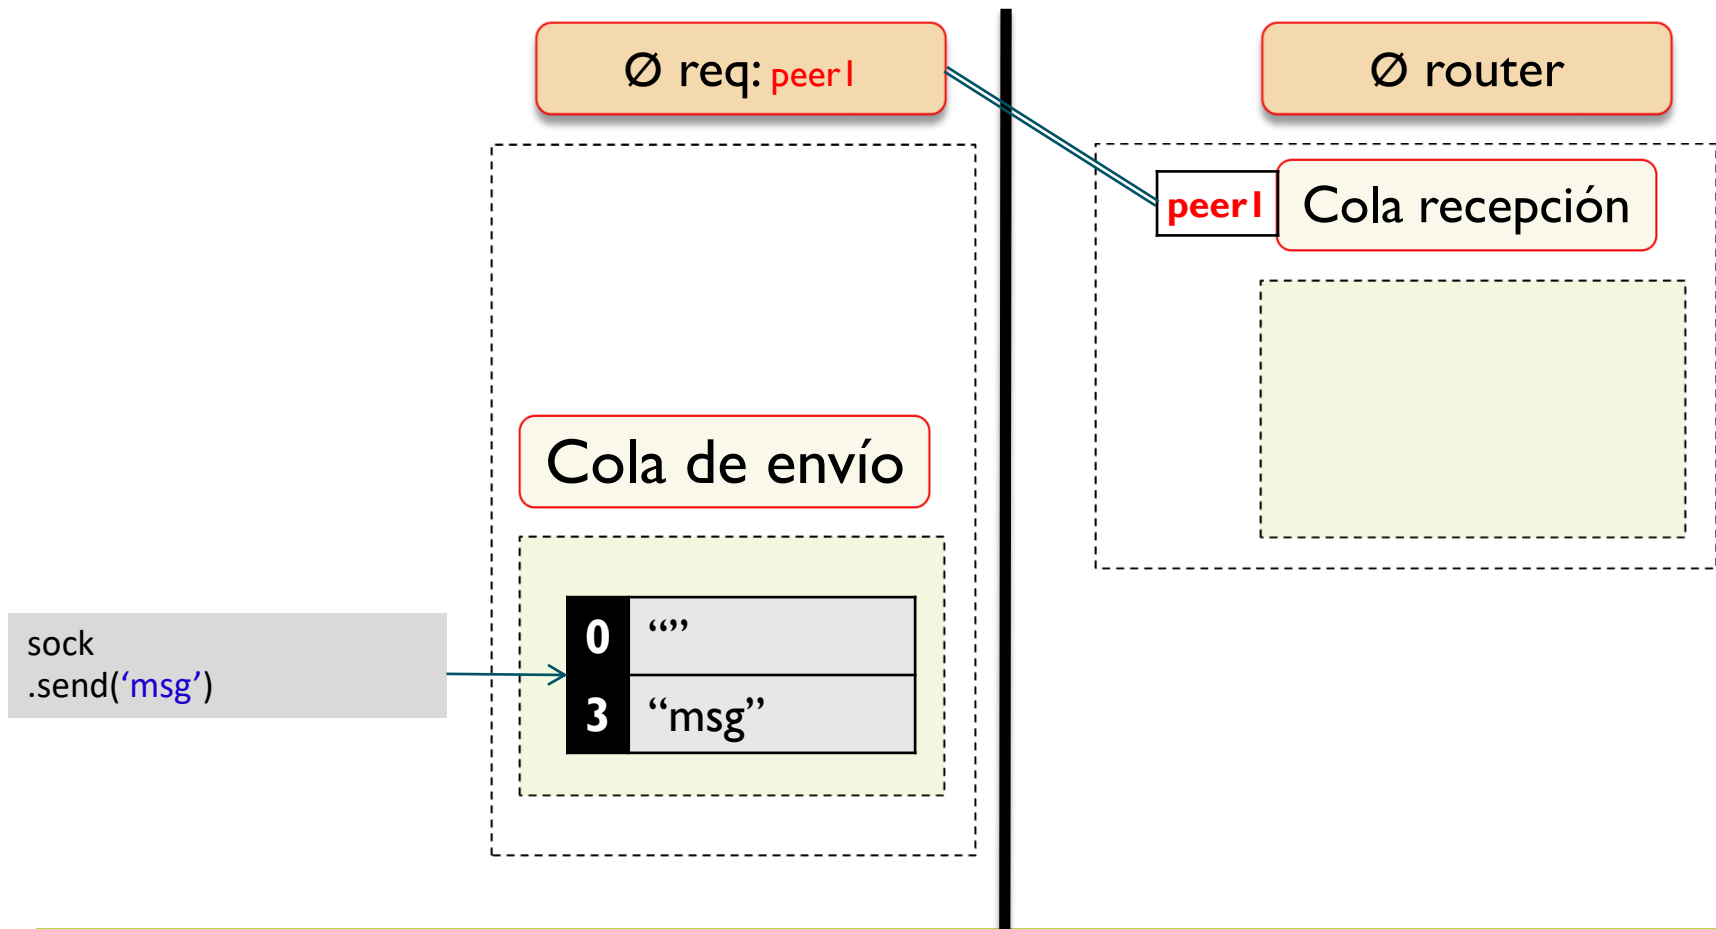 Ø req: peer1
Ø router
peer1
Cola recepción
Cola de envío
sock
.send(‘msg’)
0 “”
3 “msg”